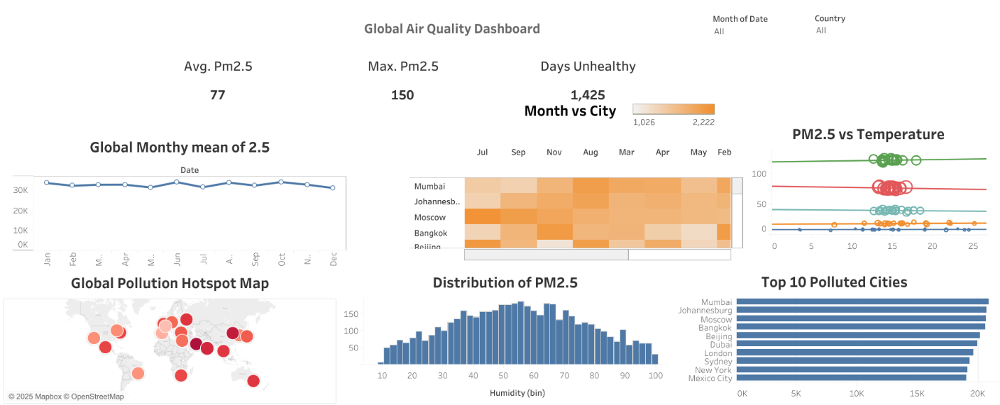 Global Air Quality Dashboard
Month of Date
All
Country
All
Avg. Pm2.5
77
Max. Pm2.5
150
Days Unhealthy
1,425
Month vs City
1,026
2,222
Global Monthy mean of 2.5
Date
30K
20K
10K
0K
Jan
Feb
M..
Apr
M..
Jun
Jul
A..
Sep
Oct
N..
Dec
Jul
Sep
Nov
Aug
Mar
Apr
May
Feb
Mumbai
Johannesb..
Moscow
Bangkok
Beijing
PM2.5 vs Temperature
100
50
0
0
5
10
15
20
25
Global Pollution Hotspot Map
© 2025 Mapbox © OpenStreetMap
Distribution of PM2.5
150
100
50
10
20
30
40
50
60
70
80
90
100
Humidity (bin)
Top 10 Polluted Cities
Mumbai
Johannesburg
Moscow
Bangkok
Beijing
Dubai
London
Sydney
New York
Mexico City
0K
5K
10K
15K
20K